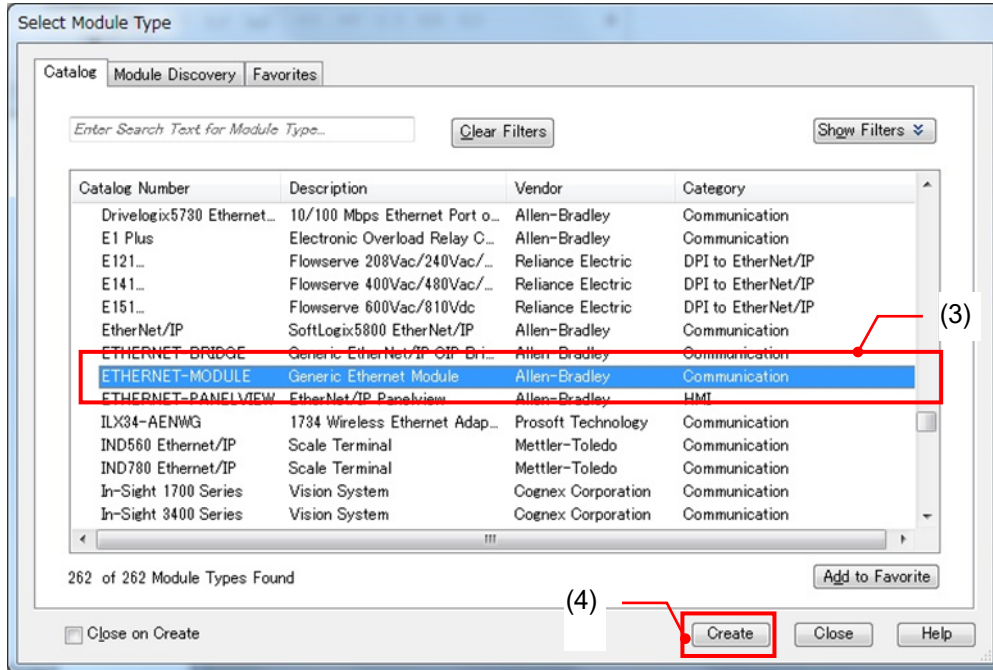 Select Module Type
Catalog Module Discovery Favorites
Enter Search Text for Module Type... Clear Filters Show Filters
Catalog Number Description Vendor Category
Drivelogix5730 Ethernet... 10/100 Mbps Ethernet Port o... Allen-Bradley Communication
E1 Plus Electronic Overload Relay C... Allen-Bradley Communication
E121... Flowserve 208Vac/240Vac/... Reliance Electric DPI to EtherNet/IP
E141... Flowserve 400Vac/480Vac/... Reliance Electric DPI to EtherNet/IP
E151... Flowserve 600Vac/810Vdc Reliance Electric DPI to EtherNet/IP
(3)
EtherNet/IP SoftLogix5800 EtherNet/IP Allen-Bradley Communication
ETHERNET-BRIDGE Generic EtherNet/IP CIP Bri... Allen-Bradley Communication
ETHERNET-MODULE Generic Ethernet Module Allen-Bradley Communication
ETHERNET-PANELVIEW EtherNet/IP Panelview Allen-Bradley HMI
ILX34-AENWG 1734 Wireless Ethernet Adap... Prosoft Technology Communication
IND560 Ethernet/IP Scale Terminal Mettler-Toledo Communication
IND780 Ethernet/IP Scale Terminal Mettler-Toledo Communication
In-Sight 1700 Series Vision System Cognex Corporation Communication
In-Sight 3400 Series Vision System Cognex Corporation Communication
262 of 262 Module Types Found Add to Favorite
(4)
Close on Create Create Close Help